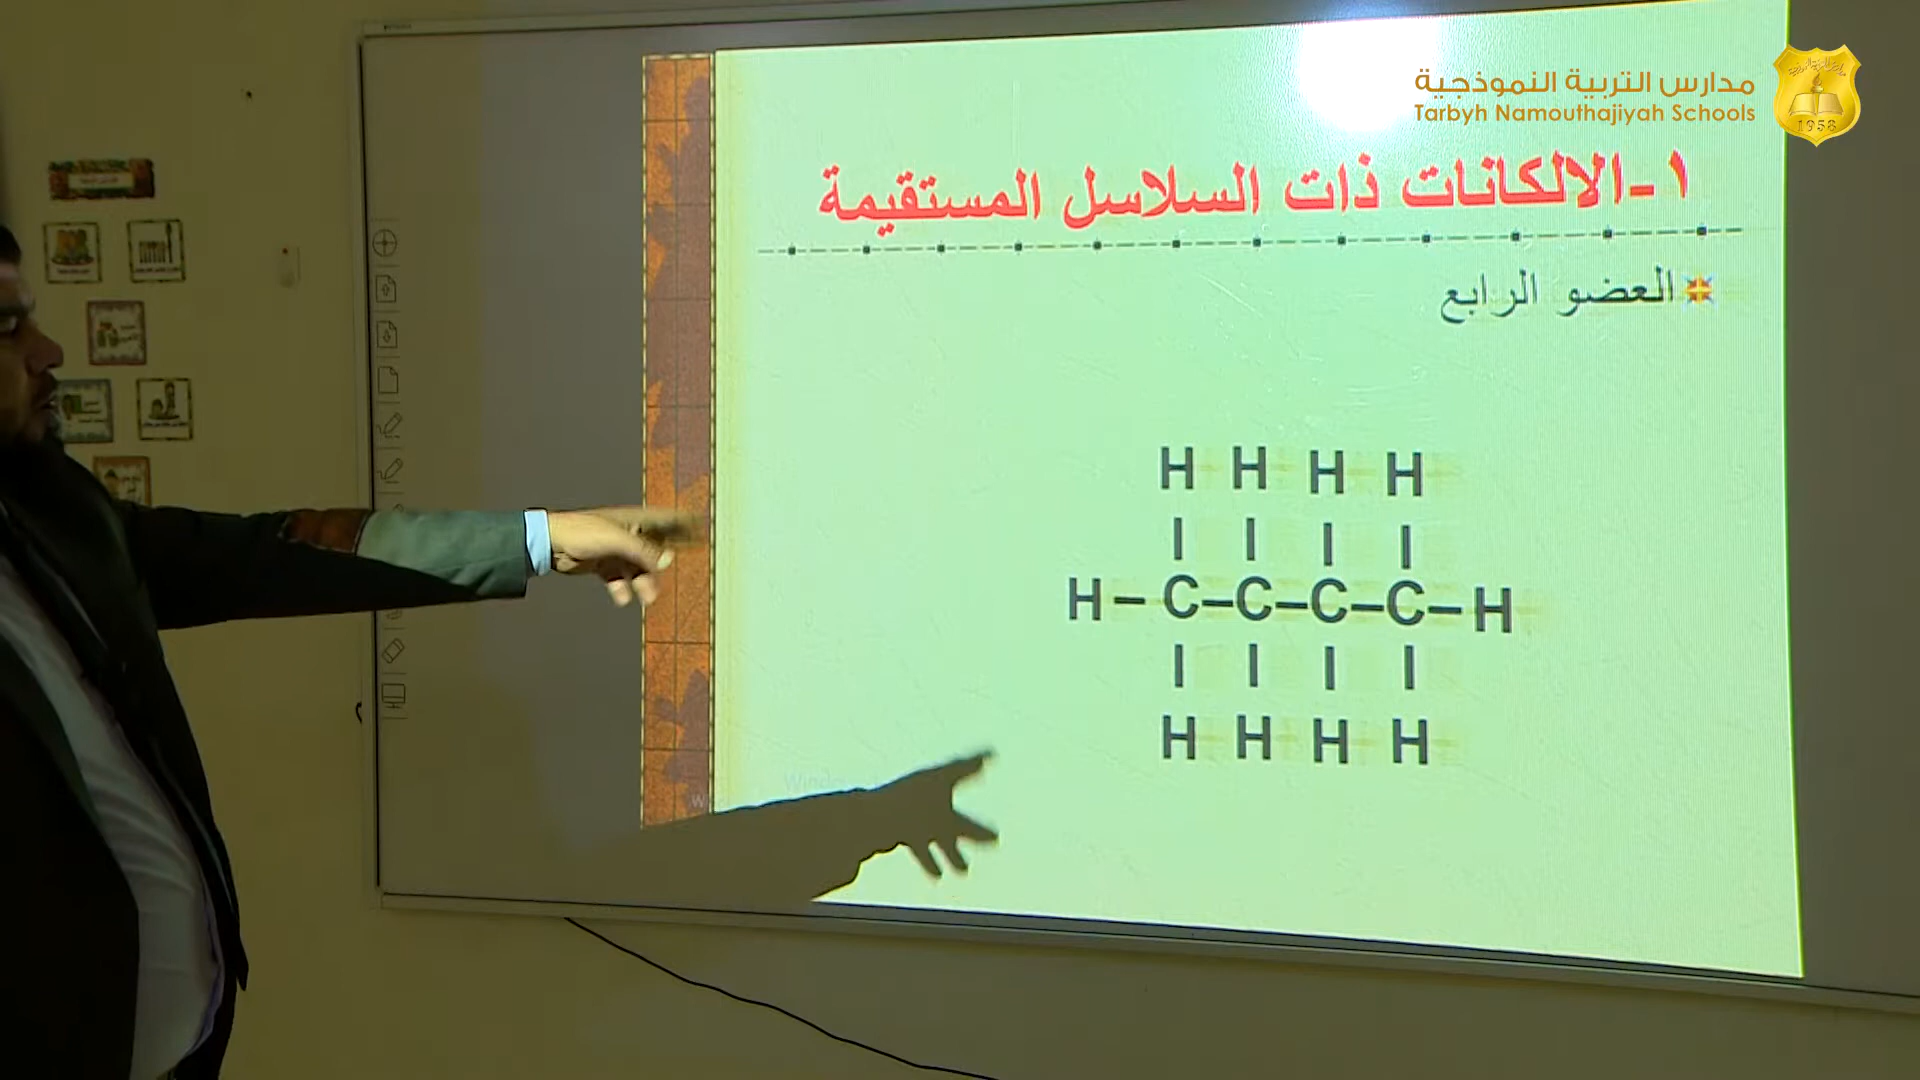 مدارس التربية النموذجية
Tarbyh Namouthajiyah Schools
1958
١-الالكانات ذات السلاسل المستقيمة
العضو الرابع
H H H H
I I I I
H – C – C – C – C – H
I I I I
H H H H